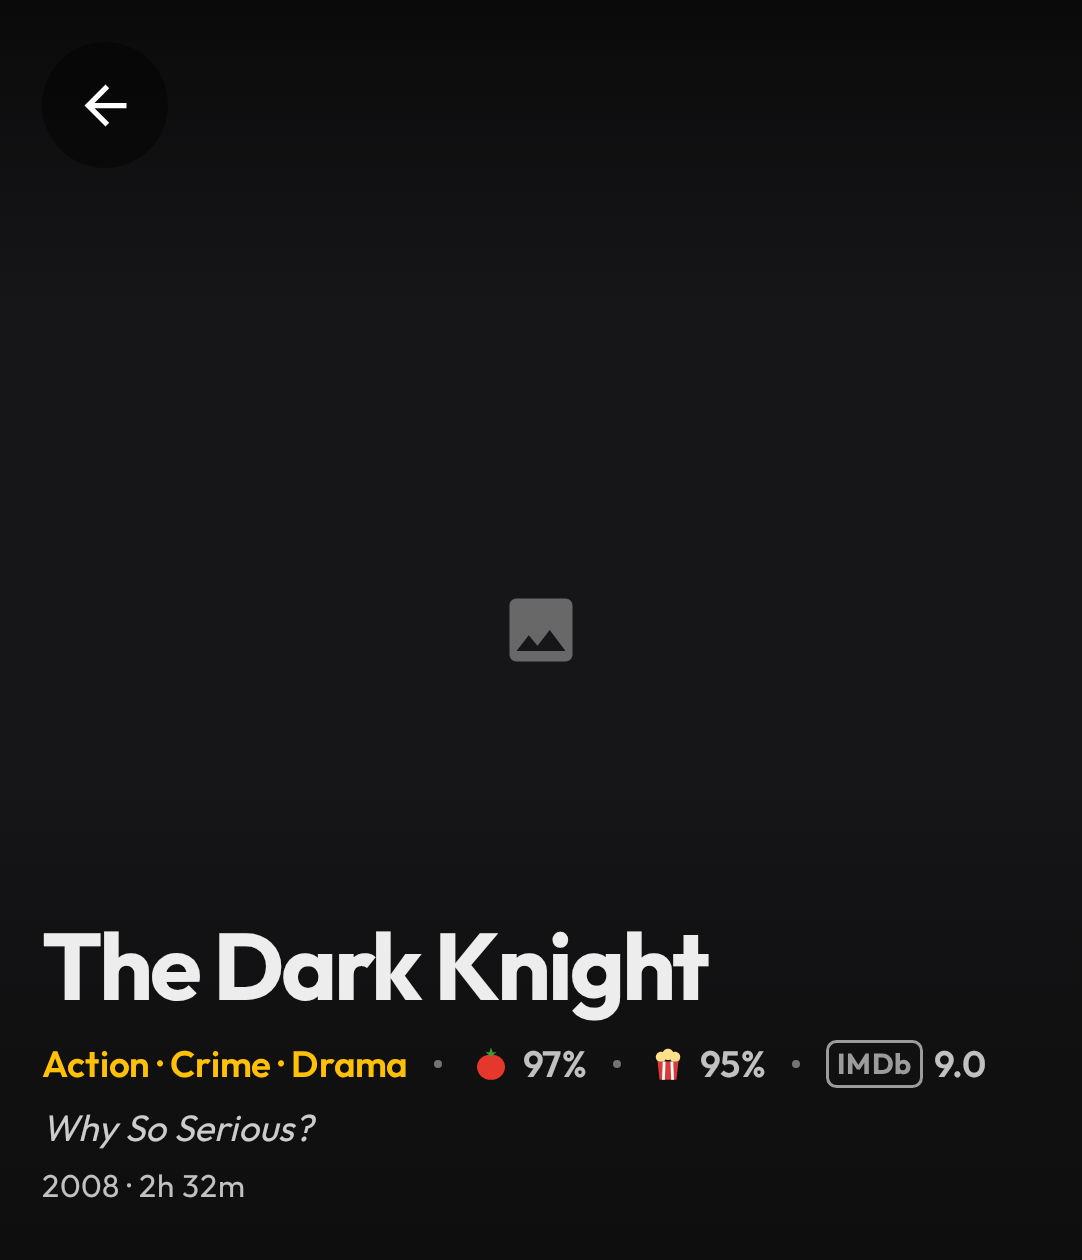 The Dark Knight
Action · Crime · Drama • 97% • 95% • IMDb 9.0
Why So Serious?
2008 · 2h 32m